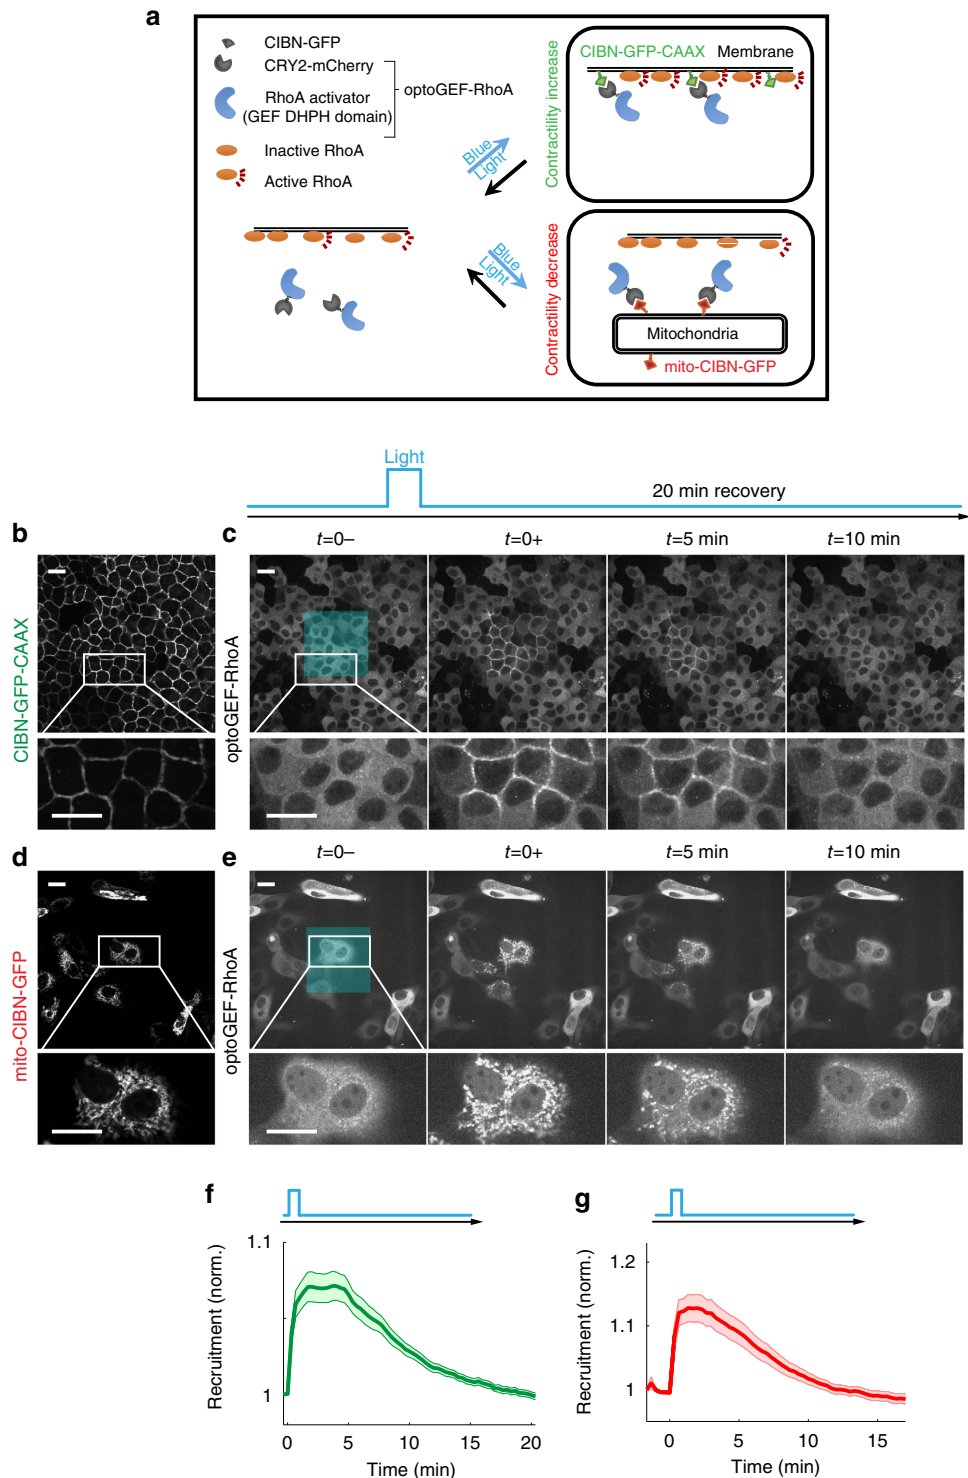 a
CIBN-GFP
CRY2-mCherry
RhoA activator
(GEF DHPH domain)
optoGEF-RhoA
Inactive RhoA
Active RhoA
Blue
Light
Contractility increase
CIBN-GFP-CAAX Membrane
Blue
Light
Contractility decrease
Mitochondria
mito-CIBN-GFP
Light
20 min recovery
b
c
t=0–
t=0+
t=5 min
t=10 min
CIBN-GFP-CAAX
optoGEF-RhoA
d
e
t=0–
t=0+
t=5 min
t=10 min
mito-CIBN-GFP
optoGEF-RhoA
f
Recruitment (norm.)
1.1
1
0 5 10 15 20
Time (min)
g
Recruitment (norm.)
1.2
1.1
1
0 5 10 15
Time (min)